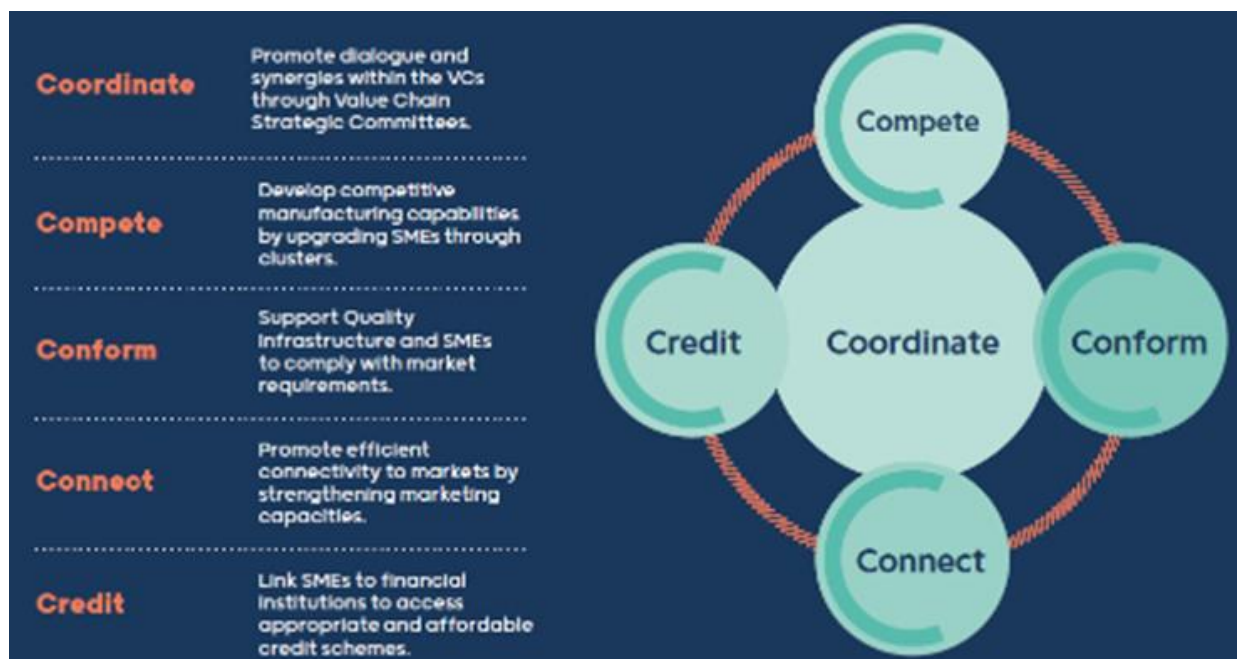 Coordinate
Promote dialogue and
synergies within the VCs
through Value Chain
Strategic Committees.
Compete
Develop competitive
manufacturing capabilities
by upgrading SMEs through
clusters.
Conform
Support Quality
Infrastructure and SMEs
to comply with market
requirements.
Connect
Promote efficient
connectivity to markets by
strengthening marketing
capacities.
Credit
Link SMEs to financial
institutions to access
appropriate and affordable
credit schemes.
Compete
Credit
Coordinate
Conform
Connect